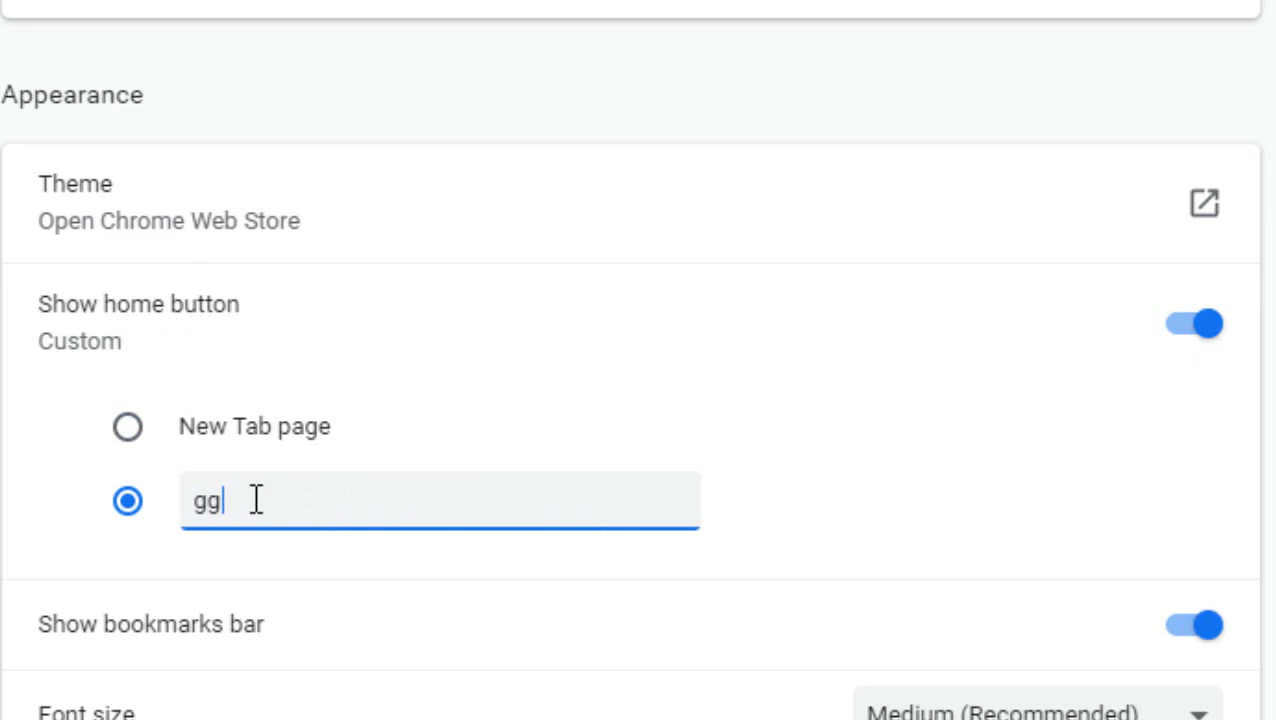 Appearance
Theme
Open Chrome Web Store
Show home button
Custom
New Tab page
gg
Show bookmarks bar
Font size
Medium (Recommended)